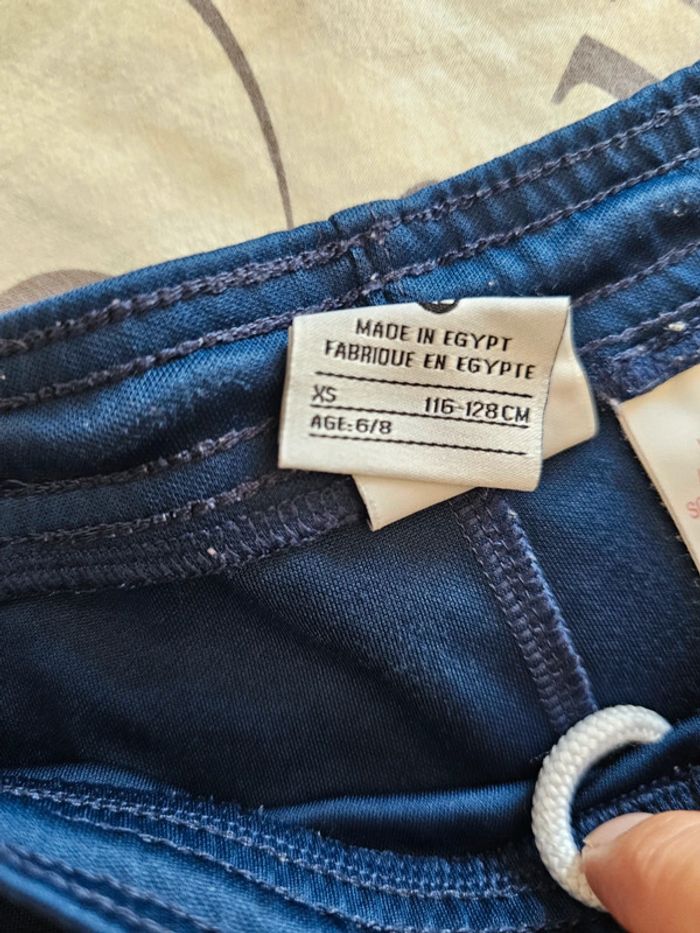 MADE IN EGYPT
FABRIQUE EN EGYPTE
XS 116-128CM
AGE:6/8